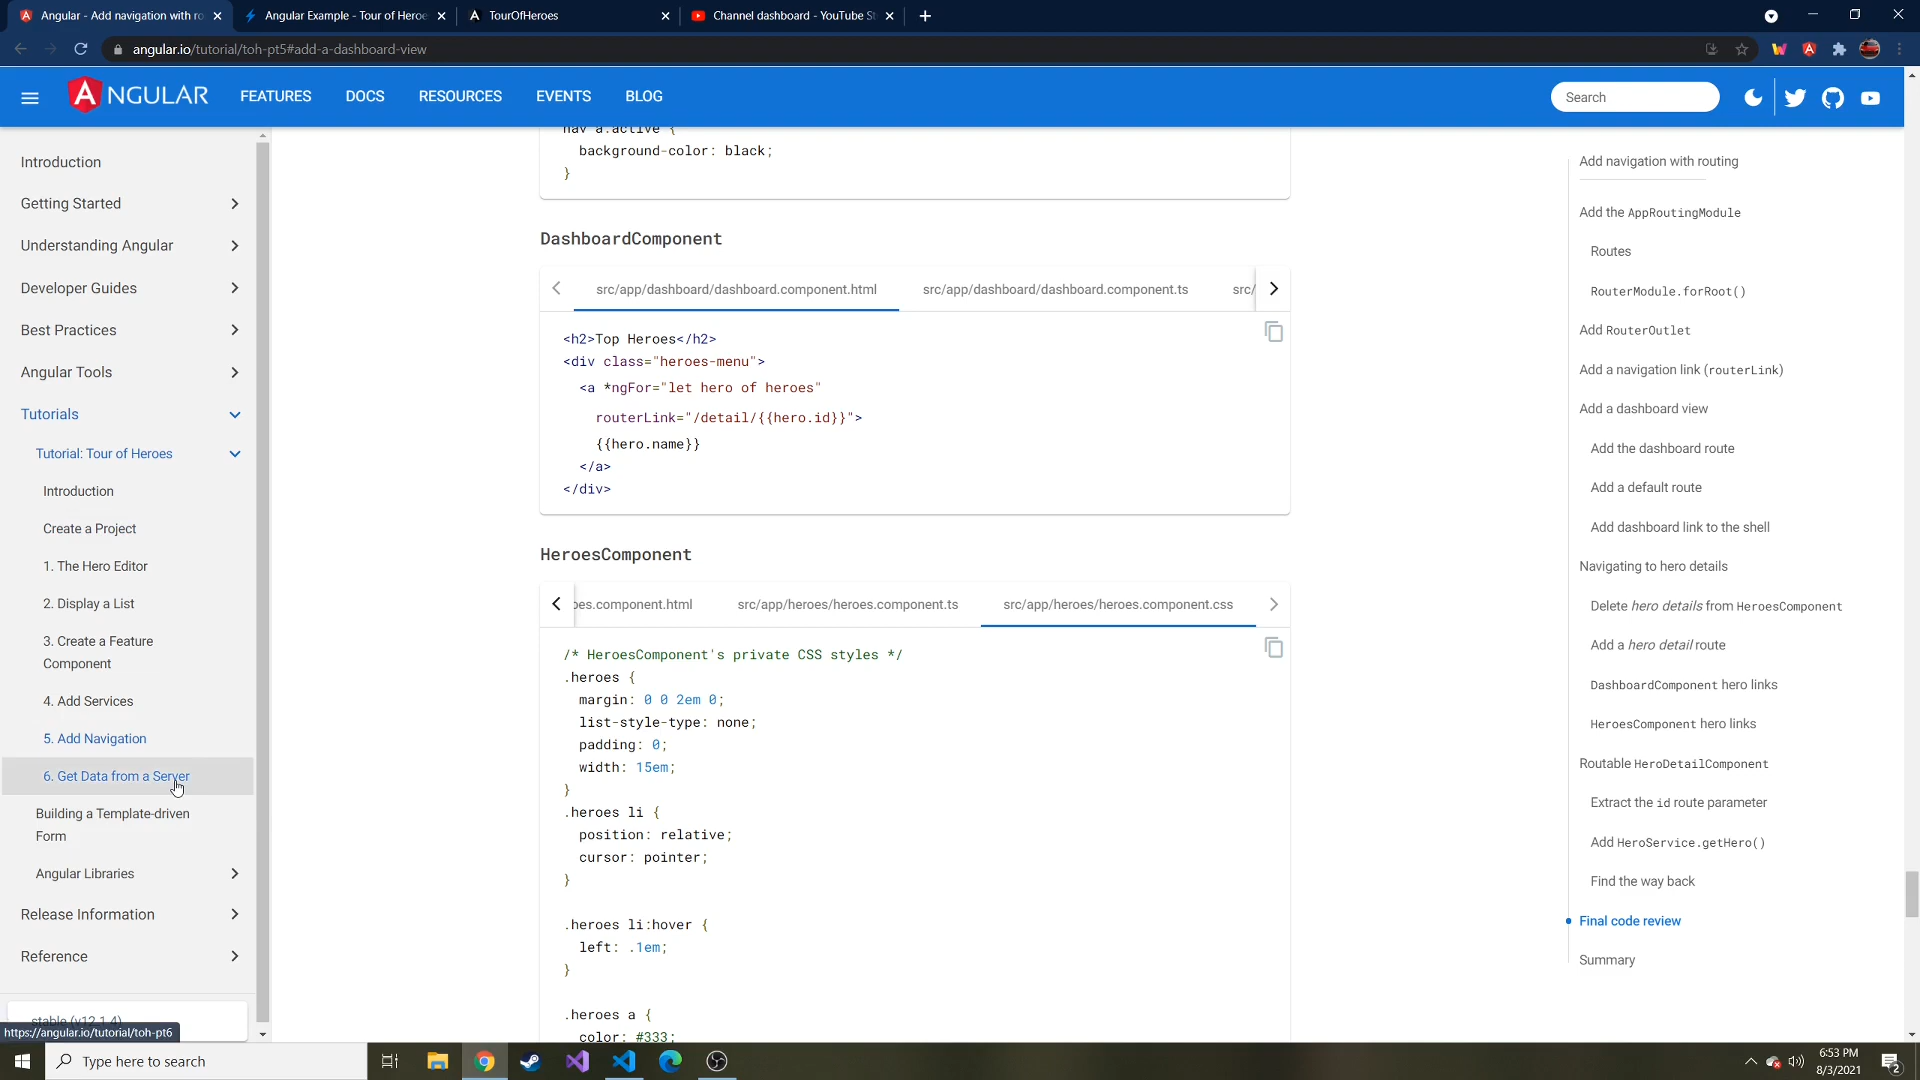 Angular - Add navigation with ro
Angular Example - Tour of Heroe
TourOfHeroes
Channel dashboard - YouTube St
angular.io/tutorial/toh-pt5#add-a-dashboard-view
ANGULAR
FEATURES
DOCS
RESOURCES
EVENTS
BLOG
Search
Introduction
Getting Started
Understanding Angular
Developer Guides
Best Practices
Angular Tools
Tutorials
Tutorial: Tour of Heroes
Introduction
Create a Project
1. The Hero Editor
2. Display a List
3. Create a Feature
Component
4. Add Services
5. Add Navigation
6. Get Data from a Server
Building a Template-driven
Form
Angular Libraries
Release Information
Reference
stable (v12.1.4)
https://angular.io/tutorial/toh-pt6
nav a.active {
background-color: black;
}
DashboardComponent
src/app/dashboard/dashboard.component.html
src/app/dashboard/dashboard.component.ts
src/
<h2>Top Heroes</h2>
<div class="heroes-menu">
<a *ngFor="let hero of heroes"
routerLink="/detail/{{hero.id}}">
{{hero.name}}
</a>
</div>
HeroesComponent
oes.component.html
src/app/heroes/heroes.component.ts
src/app/heroes/heroes.component.css
/* HeroesComponent's private CSS styles */
.heroes {
margin: 0 0 2em 0;
list-style-type: none;
padding: 0;
width: 15em;
}
.heroes li {
position: relative;
cursor: pointer;
}
.heroes li:hover {
left: .1em;
}
.heroes a {
color: #333;
Add navigation with routing
Add the AppRoutingModule
Routes
RouterModule.forRoot()
Add RouterOutlet
Add a navigation link (routerLink)
Add a dashboard view
Add the dashboard route
Add a default route
Add dashboard link to the shell
Navigating to hero details
Delete hero details from HeroesComponent
Add a hero detail route
DashboardComponent hero links
HeroesComponent hero links
Routable HeroDetailComponent
Extract the id route parameter
Add HeroService.getHero()
Find the way back
Final code review
Summary
Type here to search
6:53 PM
8/3/2021
2